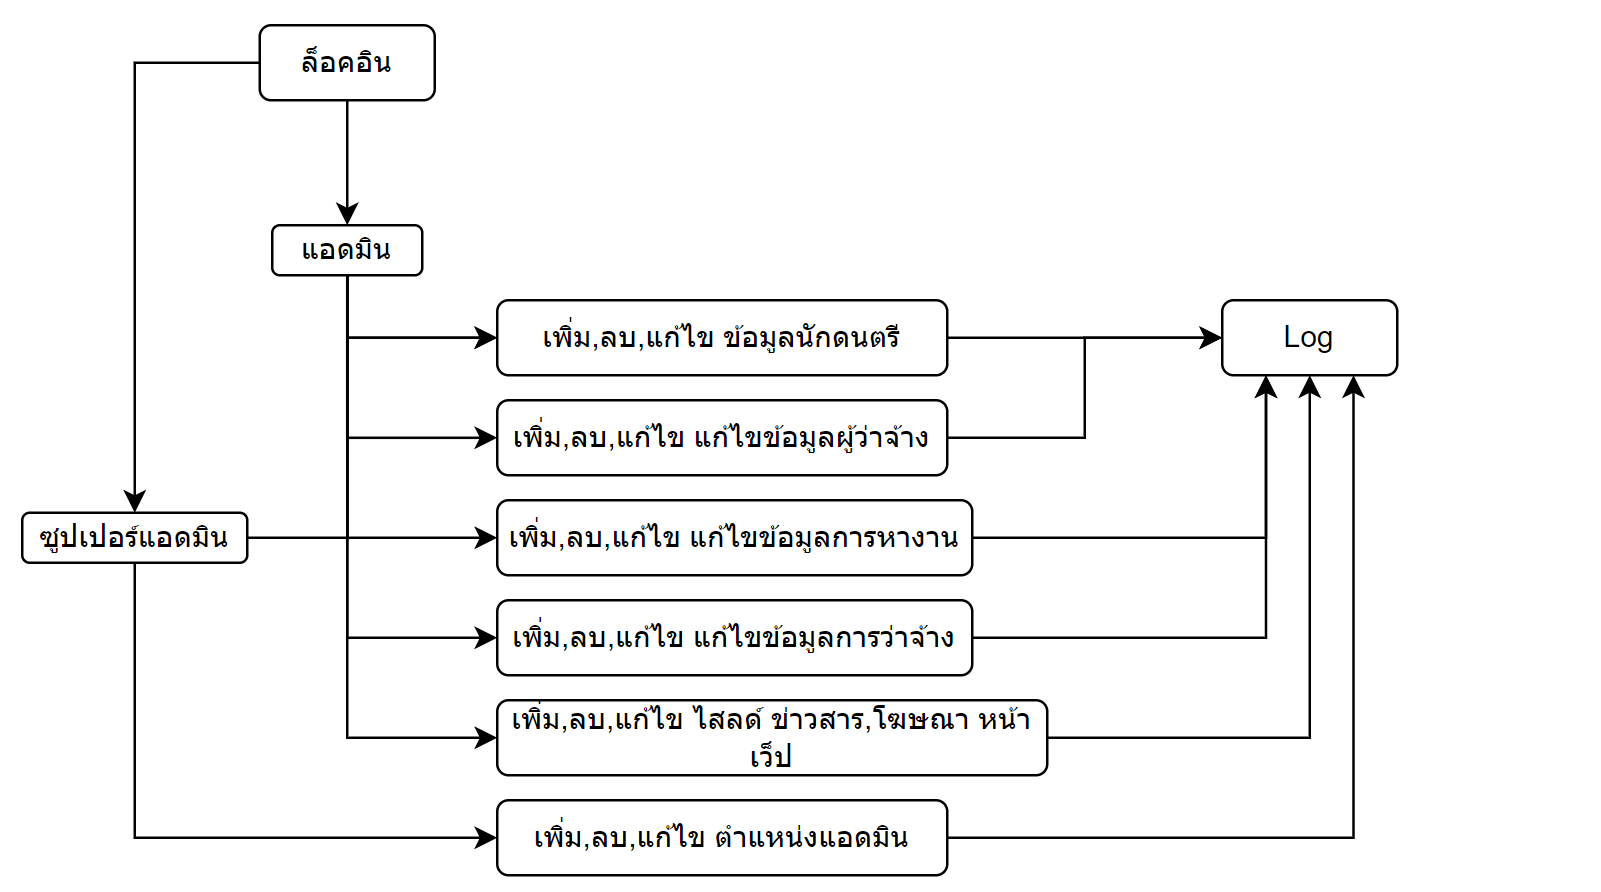 ล็อคอิน
แอดมิน
เพิ่ม,ลบ,แก้ไข ข้อมูลนักดนตรี
Log
เพิ่ม,ลบ,แก้ไข แก้ไขข้อมูลผู้ว่าจ้าง
ซุปเปอร์แอดมิน
เพิ่ม,ลบ,แก้ไข แก้ไขข้อมูลการหางาน
เพิ่ม,ลบ,แก้ไข แก้ไขข้อมูลการว่าจ้าง
เพิ่ม,ลบ,แก้ไข ไสลด์ ข่าวสาร,โฆษณา หน้า
เว็ป
เพิ่ม,ลบ,แก้ไข ตำแหน่งแอดมิน